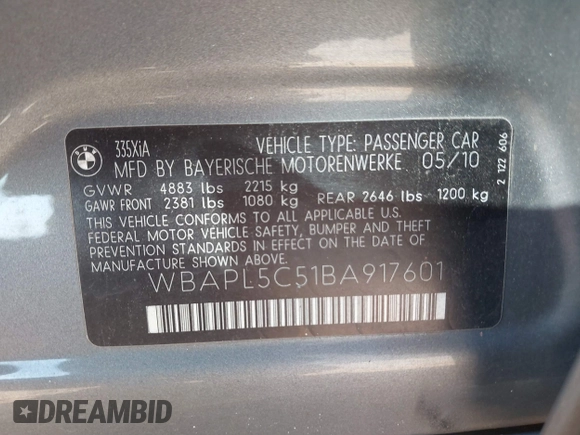 BMW
335XiA VEHICLE TYPE: PASSENGER CAR
MFD BY BAYERISCHE MOTORENWERKE 05/10
GVWR 4883 lbs 2215 kg
GAWR FRONT 2381 lbs 1080 kg REAR 2646 lbs 1200 kg
THIS VEHICLE CONFORMS TO ALL APPLICABLE U.S.
FEDERAL MOTOR VEHICLE SAFETY, BUMPER AND THEFT
PREVENTION STANDARDS IN EFFECT ON THE DATE OF
MANUFACTURE SHOWN ABOVE.
WBAPL5C51BA917601
2 122 606
DREAMBID